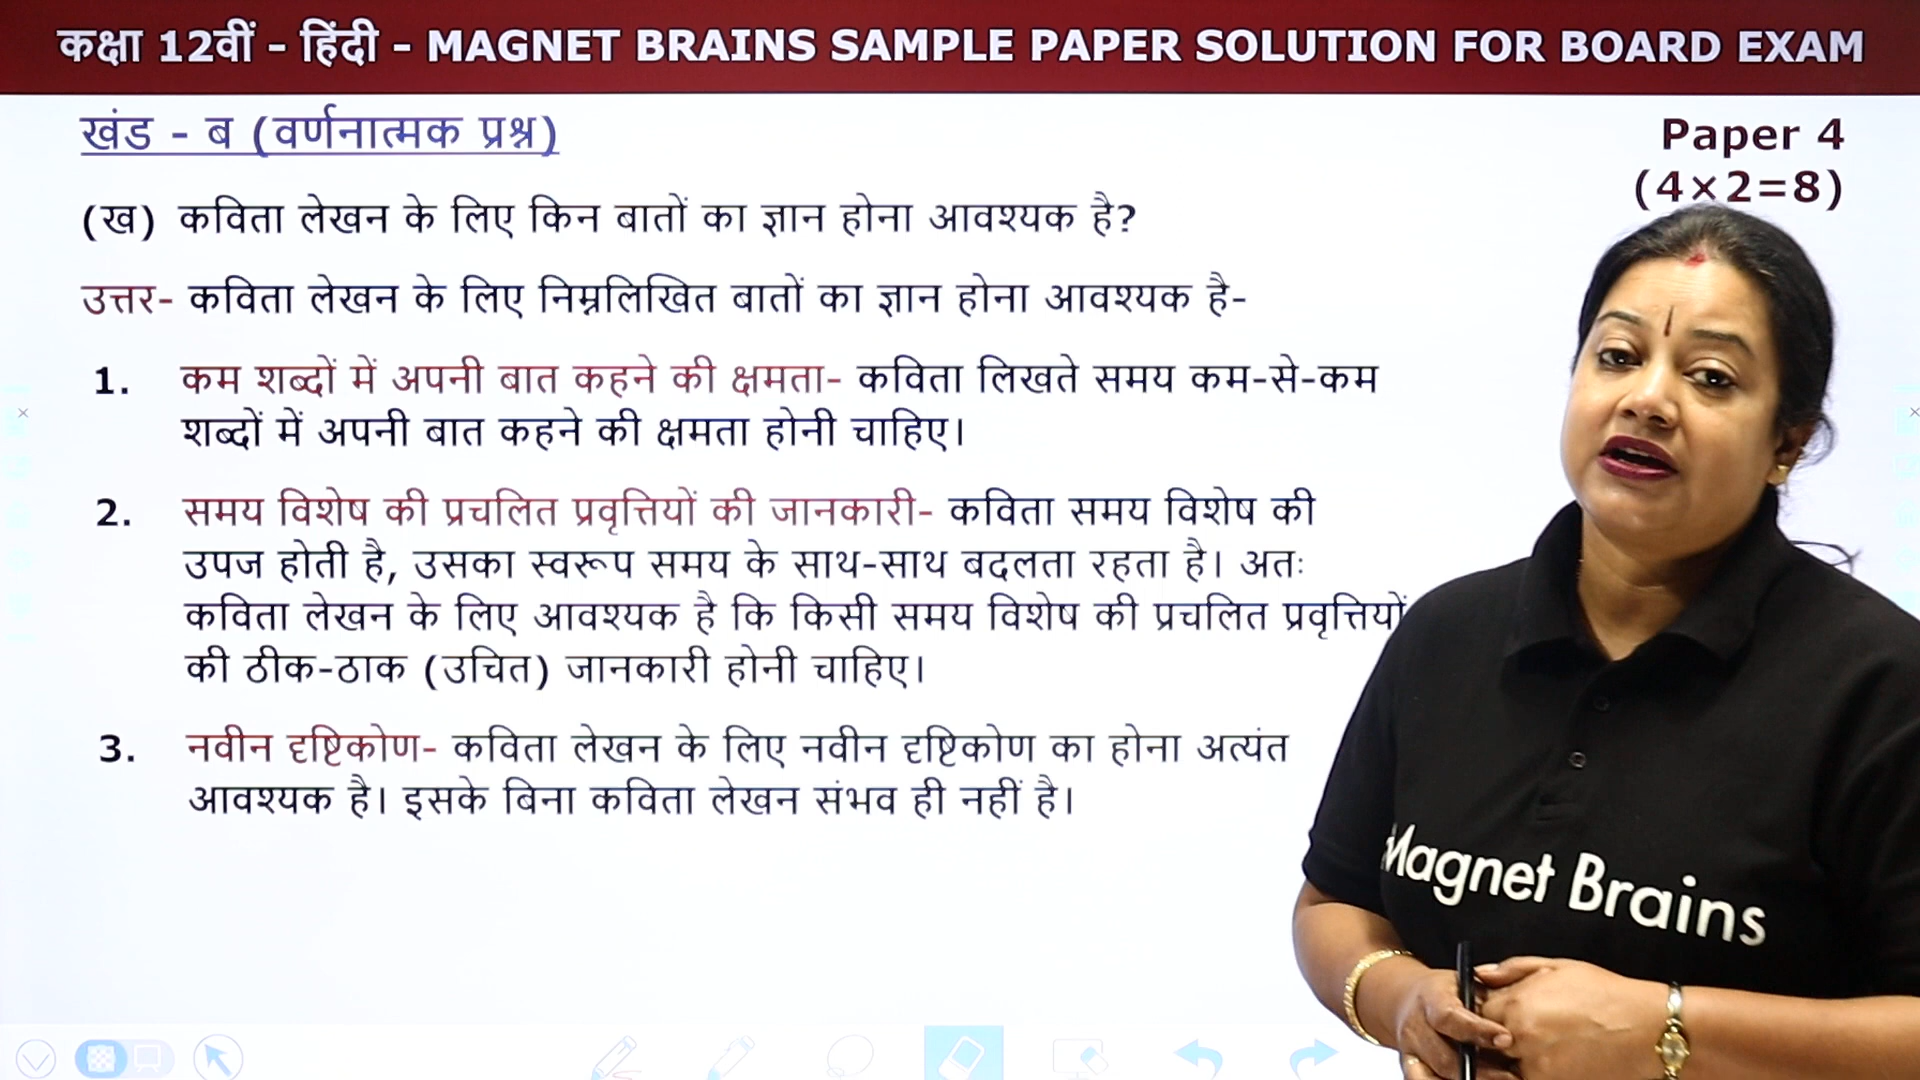 कक्षा 12वीं - हिंदी - MAGNET BRAINS SAMPLE PAPER SOLUTION FOR BOARD EXAM
खंड - ब (वर्णनात्मक प्रश्न)
Paper 4
(4×2=8)
(ख) कविता लेखन के लिए किन बातों का ज्ञान होना आवश्यक है?
उत्तर- कविता लेखन के लिए निम्नलिखित बातों का ज्ञान होना आवश्यक है-
1. कम शब्दों में अपनी बात कहने की क्षमता- कविता लिखते समय कम-से-कम
शब्दों में अपनी बात कहने की क्षमता होनी चाहिए।
2. समय विशेष की प्रचलित प्रवृत्तियों की जानकारी- कविता समय विशेष की
उपज होती है, उसका स्वरूप समय के साथ-साथ बदलता रहता है। अतः
कविता लेखन के लिए आवश्यक है कि किसी समय विशेष की प्रचलित प्रवृत्तियों
की ठीक-ठाक (उचित) जानकारी होनी चाहिए।
3. नवीन दृष्टिकोण- कविता लेखन के लिए नवीन दृष्टिकोण का होना अत्यंत
आवश्यक है। इसके बिना कविता लेखन संभव ही नहीं है।
Magnet Brains